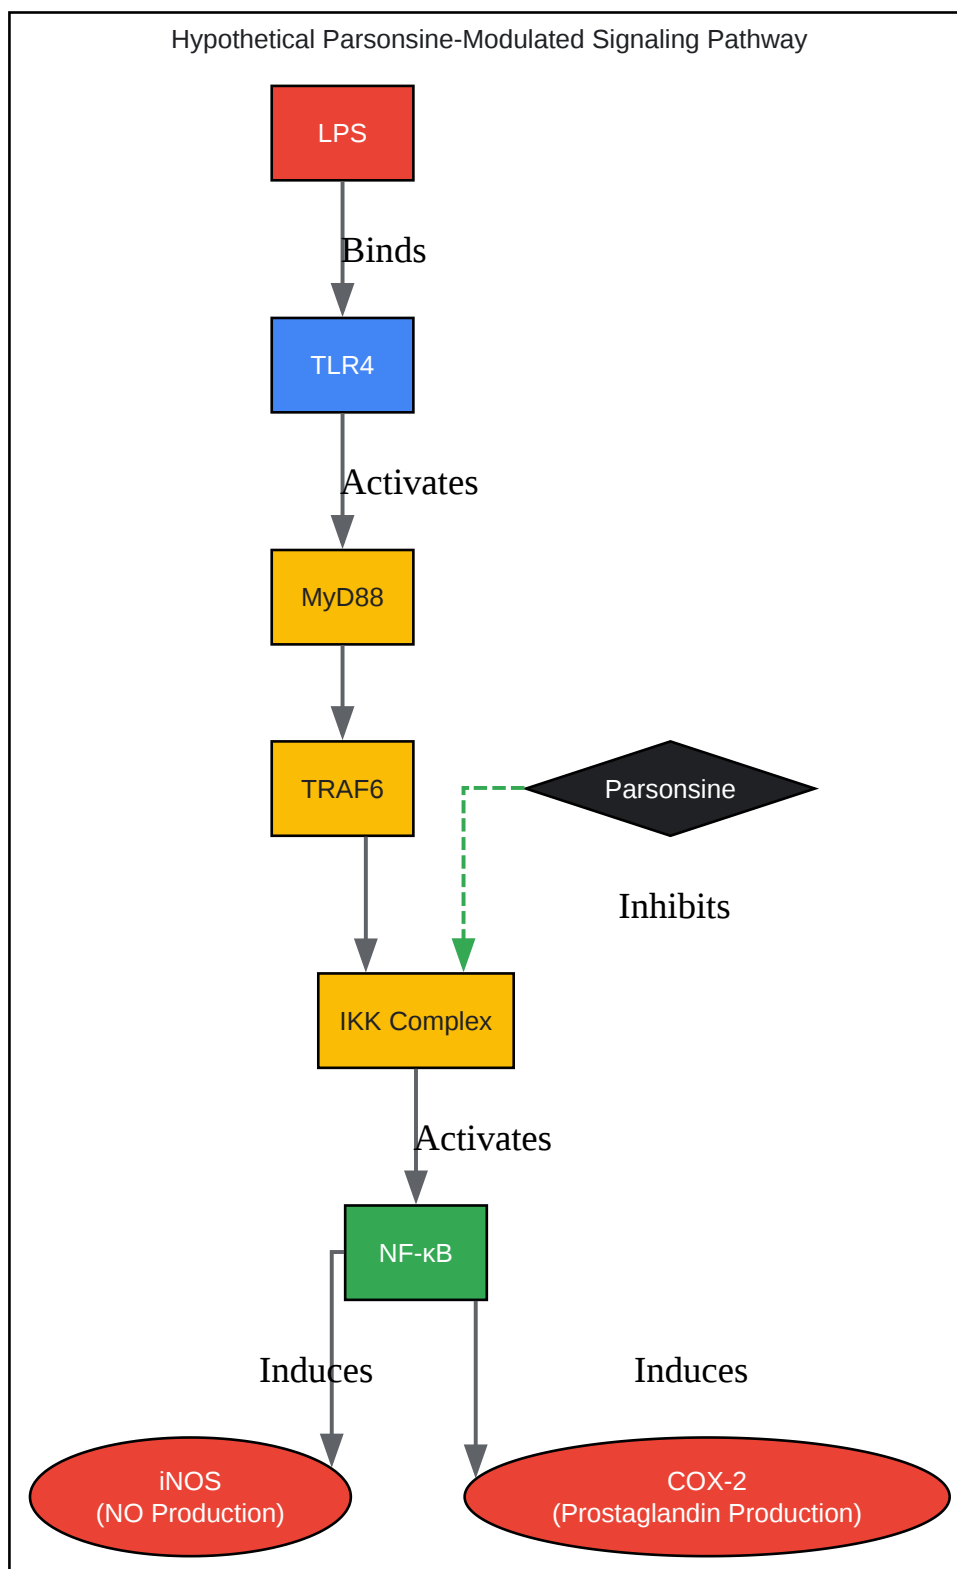 Hypothetical Parsonsine-Modulated Signaling Pathway
LPS
Binds
TLR4
Activates
MyD88
TRAF6
Parsonsine
Inhibits
IKK Complex
Activates
NF-κB
Induces
Induces
iNOS
(NO Production)
COX-2
(Prostaglandin Production)